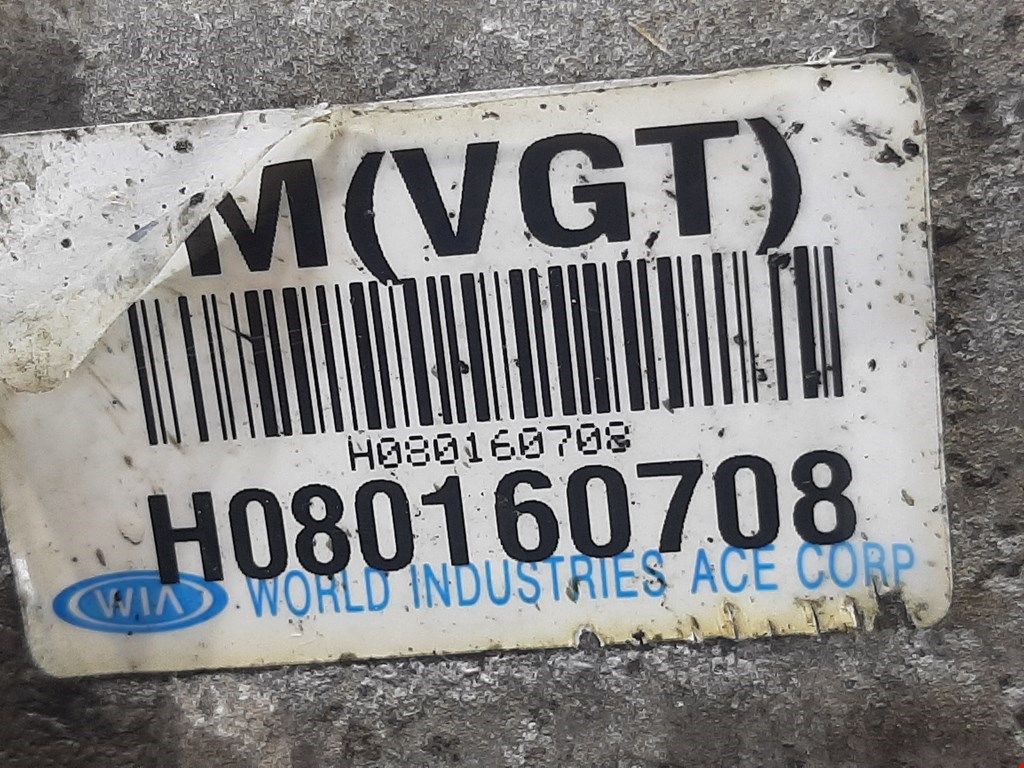 M(VGT)
H080160708
H080160708
WIA WORLD INDUSTRIES ACE CORP